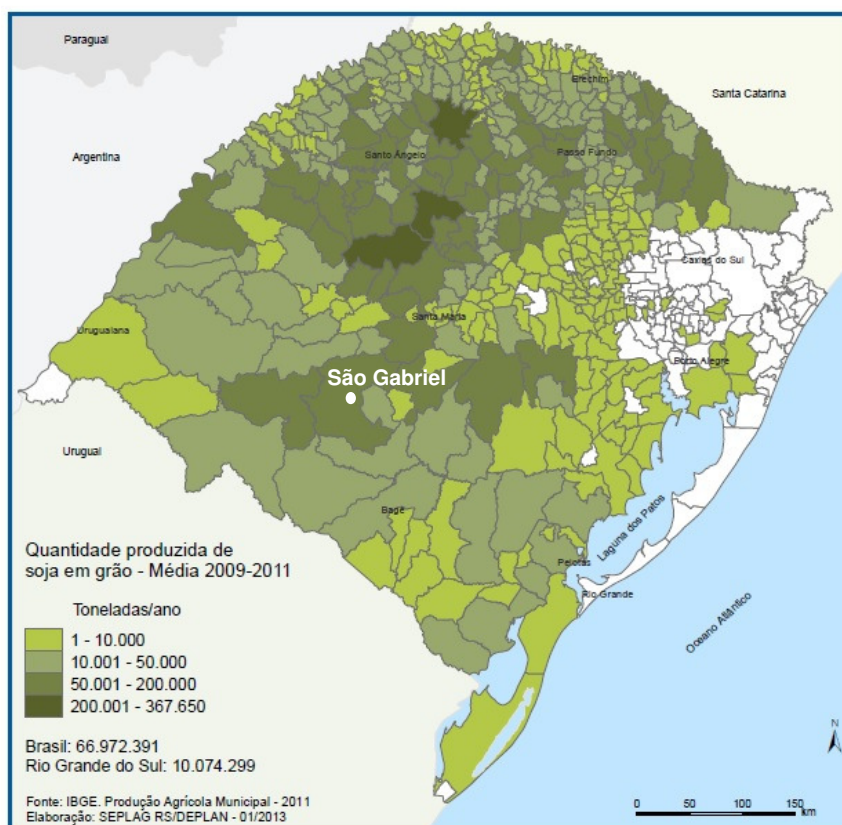 Paraguai
Santa Catarina
Argentina
Erechim
Santo Ângelo
Passo Fundo
Caxias do Sul
Uruguaiana
Santa Maria
Porto Alegre
São Gabriel
Uruguai
Bagé
Laguna dos Patos
Pelotas
Rio Grande
Oceano Atlântico
Quantidade produzida de
soja em grão - Média 2009-2011
Toneladas/ano
1 - 10.000
10.001 - 50.000
50.001 - 200.000
200.001 - 367.650
Brasil: 66.972.391
Rio Grande do Sul: 10.074.299
Fonte: IBGE. Produção Agrícola Municipal - 2011
Elaboração: SEPLAG RS/DEPLAN - 01/2013
N
0 50 100 150
km